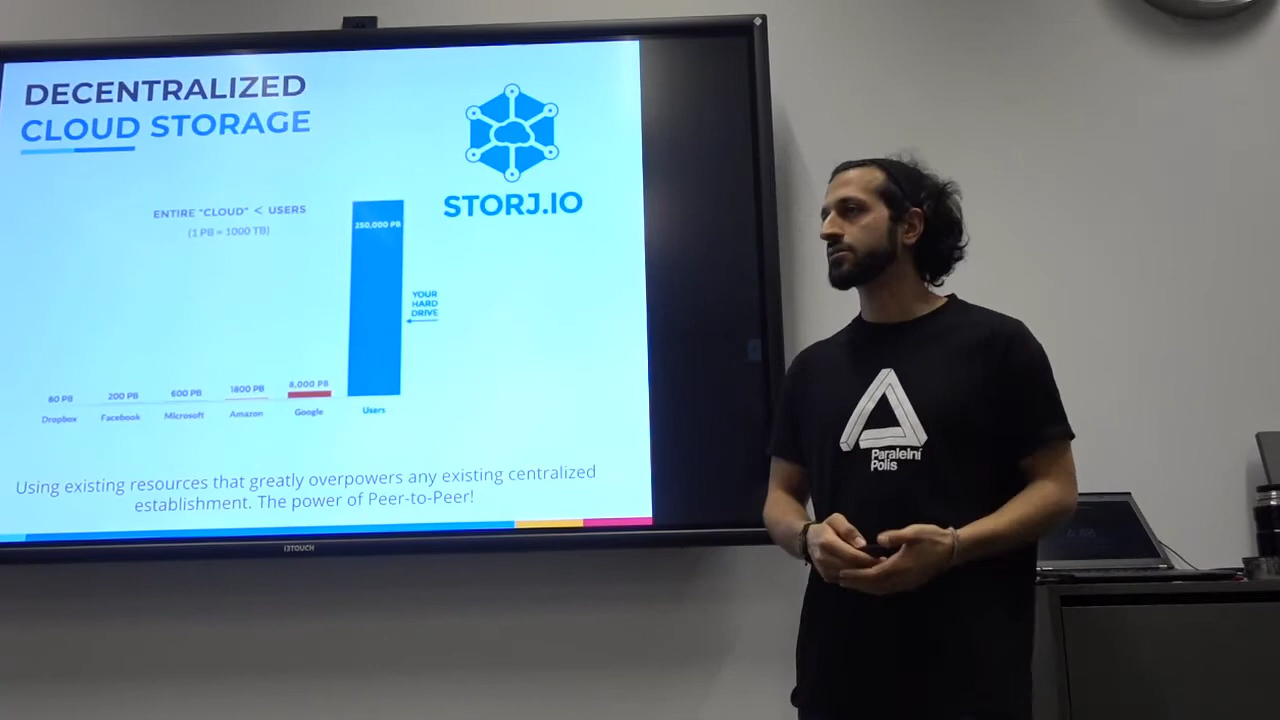 DECENTRALIZED
CLOUD STORAGE
STORJ.IO
ENTIRE "CLOUD" < USERS
(1 PB = 1000 TB)
250,000 PB
YOUR
HARD
DRIVE
80 PB
200 PB
600 PB
1800 PB
8,000 PB
Dropbox
Facebook
Microsoft
Amazon
Google
Users
Using existing resources that greatly overpowers any existing centralized
establishment. The power of Peer-to-Peer!
i3TOUCH
Paralelní
Polis